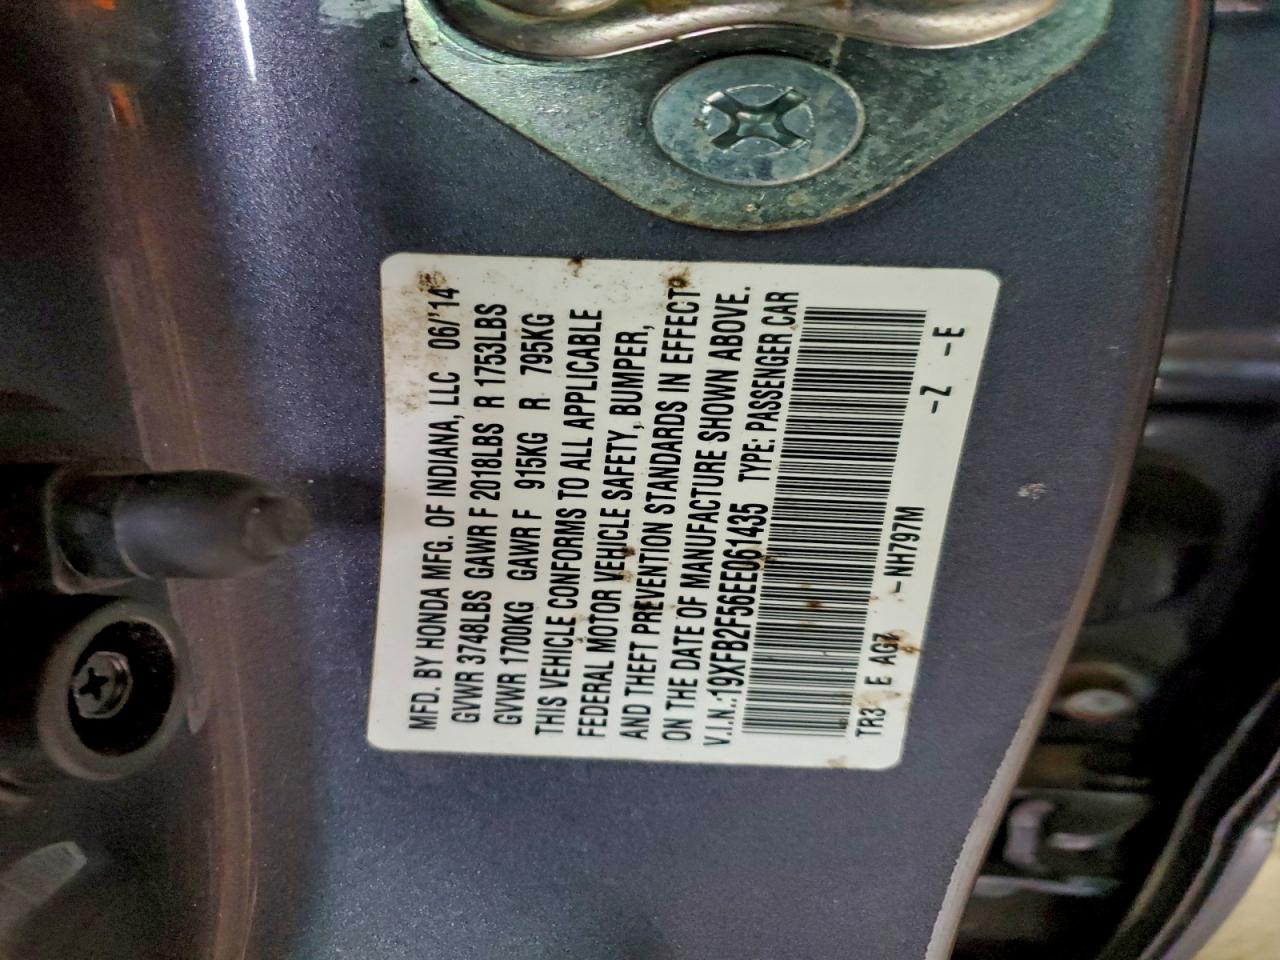 MFD. BY HONDA MFG. OF INDIANA, LLC 06/'14
GVWR 3748LBS GAWR F 2018LBS R 1753LBS
GVWR 1700KG GAWR F 915KG R 795KG
THIS VEHICLE CONFORMS TO ALL APPLICABLE
FEDERAL MOTOR VEHICLE SAFETY, BUMPER,
AND THEFT PREVENTION STANDARDS IN EFFECT
ON THE DATE OF MANUFACTURE SHOWN ABOVE.
V.I.N.:19XFB2F56EE061435 TYPE: PASSENGER CAR
TR3 E AGZ -NH797M -Z -E